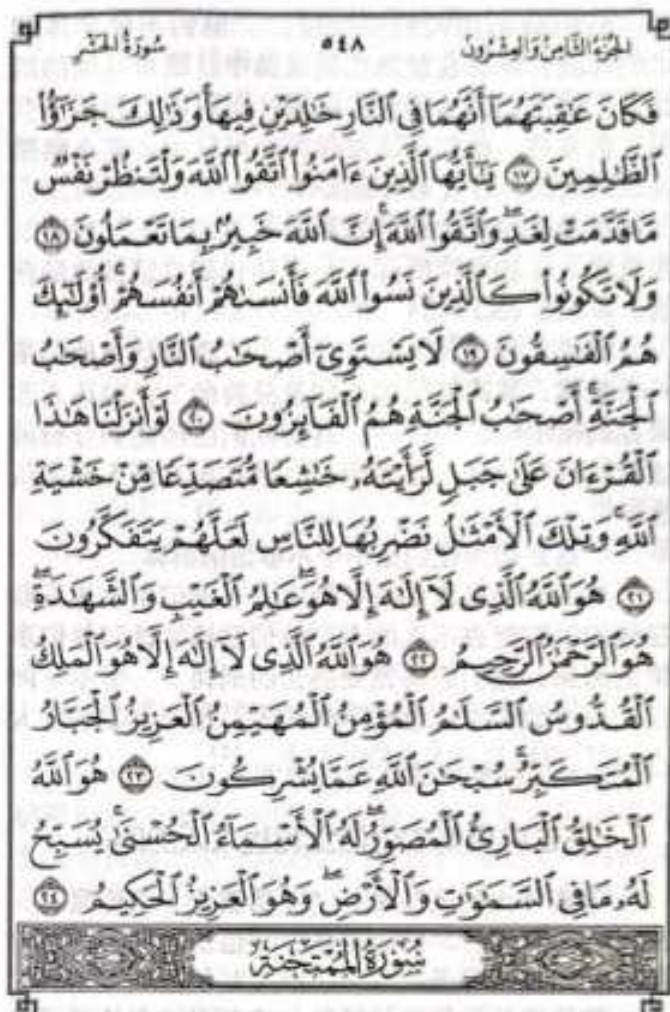 الجزء الثامن والعشرون ٥٤٨ سورة الحشر
فَكَانَ عَٰقِبَتَهُمَآ أَنَّهُمَا فِي ٱلنَّارِ خَٰلِدَيۡنِ فِيهَاۚ وَذَٰلِكَ جَزَٰٓؤُاْ
ٱلظَّٰلِمِينَ ١٧ يَٰٓأَيُّهَا ٱلَّذِينَ ءَامَنُواْ ٱتَّقُواْ ٱللَّهَ وَلۡتَنظُرۡ نَفۡسٞ
مَّا قَدَّمَتۡ لِغَدٖۖ وَٱتَّقُواْ ٱللَّهَۚ إِنَّ ٱللَّهَ خَبِيرُۢ بِمَا تَعۡمَلُونَ ١٨
وَلَا تَكُونُواْ كَٱلَّذِينَ نَسُواْ ٱللَّهَ فَأَنسَىٰهُمۡ أَنفُسَهُمۡۚ أُوْلَٰٓئِكَ
هُمُ ٱلۡفَٰسِقُونَ ١٩ لَا يَسۡتَوِيٓ أَصۡحَٰبُ ٱلنَّارِ وَأَصۡحَٰبُ
ٱلۡجَنَّةِۚ أَصۡحَٰبُ ٱلۡجَنَّةِ هُمُ ٱلۡفَآئِزُونَ ٢٠ لَوۡ أَنزَلۡنَا هَٰذَا
ٱلۡقُرۡءَانَ عَلَىٰ جَبَلٖ لَّرَأَيۡتَهُۥ خَٰشِعٗا مُّتَصَدِّعٗا مِّنۡ خَشۡيَةِ
ٱللَّهِۚ وَتِلۡكَ ٱلۡأَمۡثَٰلُ نَضۡرِبُهَا لِلنَّاسِ لَعَلَّهُمۡ يَتَفَكَّرُونَ
٢١ هُوَ ٱللَّهُ ٱلَّذِي لَآ إِلَٰهَ إِلَّا هُوَۖ عَٰلِمُ ٱلۡغَيۡبِ وَٱلشَّهَٰدَةِۖ
هُوَ ٱلرَّحۡمَٰنُ ٱلرَّحِيمُ ٢٢ هُوَ ٱللَّهُ ٱلَّذِي لَآ إِلَٰهَ إِلَّا هُوَ ٱلۡمَلِكُ
ٱلۡقُدُّوسُ ٱلسَّلَٰمُ ٱلۡمُؤۡمِنُ ٱلۡمُهَيۡمِنُ ٱلۡعَزِيزُ ٱلۡجَبَّارُ
ٱلۡمُتَكَبِّرُۚ سُبۡحَٰنَ ٱللَّهِ عَمَّا يُشۡرِكُونَ ٢٣ هُوَ ٱللَّهُ
ٱلۡخَٰلِقُ ٱلۡبَارِئُ ٱلۡمُصَوِّرُۖ لَهُ ٱلۡأَسۡمَآءُ ٱلۡحُسۡنَىٰۚ يُسَبِّحُ
لَهُۥ مَا فِي ٱلسَّمَٰوَٰتِ وَٱلۡأَرۡضِۖ وَهُوَ ٱلۡعَزِيزُ ٱلۡحَكِيمُ ٢٤
سُورَةُ المُمۡتَحنَةِ